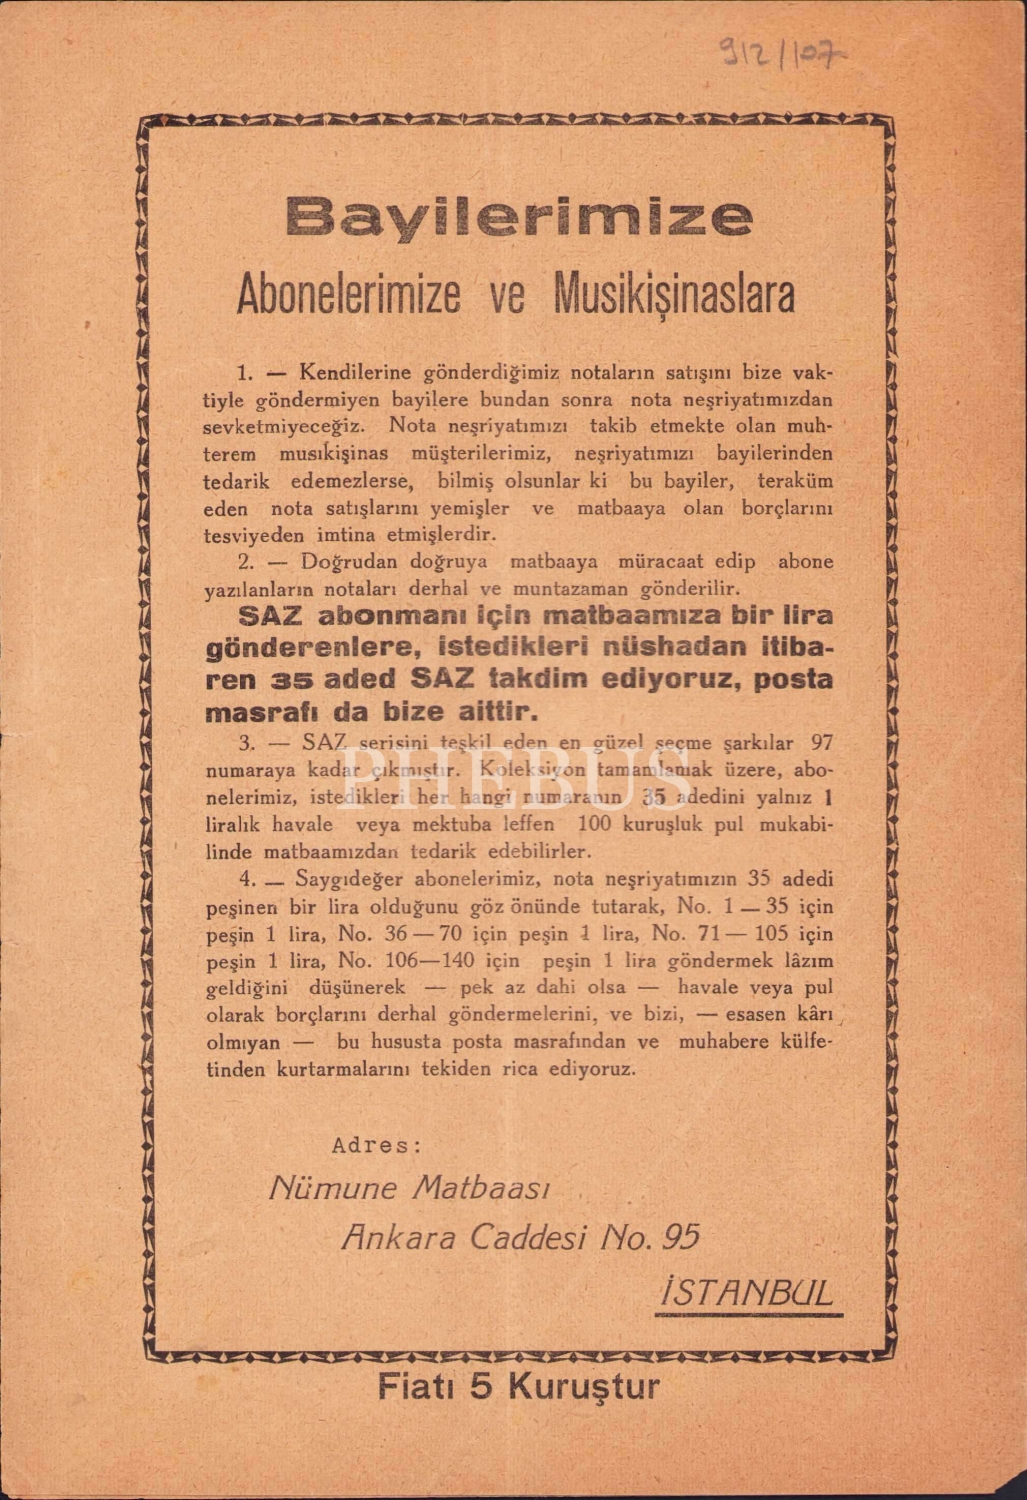 912/107
Bayilerimize
Abonelerimize ve Musikişinaslara
1. — Kendilerine gönderdiğimiz notaların satışını bize vak-
tiyle göndermiyen bayilere bundan sonra nota neşriyatımızdan
sevketmiyeceğiz. Nota neşriyatımızı takib etmekte olan muh-
terem musıkişinas müşterilerimiz, neşriyatımızı bayilerinden
tedarik edemezlerse, bilmiş olsunlar ki bu bayiler, teraküm
eden nota satışlarını yemişler ve matbaaya olan borçlarını
tesviyeden imtina etmişlerdir.
2. — Doğrudan doğruya matbaaya müracaat edip abone
yazılanların notaları derhal ve muntazaman gönderilir.
SAZ abonmanı için matbaamıza bir lira
gönderenlere, istedikleri nüshadan itiba-
ren 35 aded SAZ takdim ediyoruz, posta
masrafı da bize aittir.
3. — SAZ serisini teşkil eden en güzel seçme şarkılar 97
numaraya kadar çıkmıştır. Koleksiyon tamamlamak üzere, abo-
nelerimiz, istedikleri her hangi numaranın 35 adedini yalnız 1
liralık havale veya mektuba leffen 100 kuruşluk pul mukabi-
linde matbaamızdan tedarik edebilirler.
PHEBUS
4. — Saygıdeğer abonelerimiz, nota neşriyatımızın 35 adedi
peşinen bir lira olduğunu göz önünde tutarak, No. 1 — 35 için
peşin 1 lira, No. 36 — 70 için peşin 1 lira, No. 71 — 105 için
peşin 1 lira, No. 106—140 için peşin 1 lira göndermek lâzım
geldiğini düşünerek — pek az dahi olsa — havale veya pul
olarak borçlarını derhal göndermelerini, ve bizi, — esasen kârı
olmıyan — bu hususta posta masrafından ve muhabere külfe-
tinden kurtarmalarını tekiden rica ediyoruz.
Adres:
Nümune Matbaası
Ankara Caddesi No. 95
İSTANBUL
Fiatı 5 Kuruştur